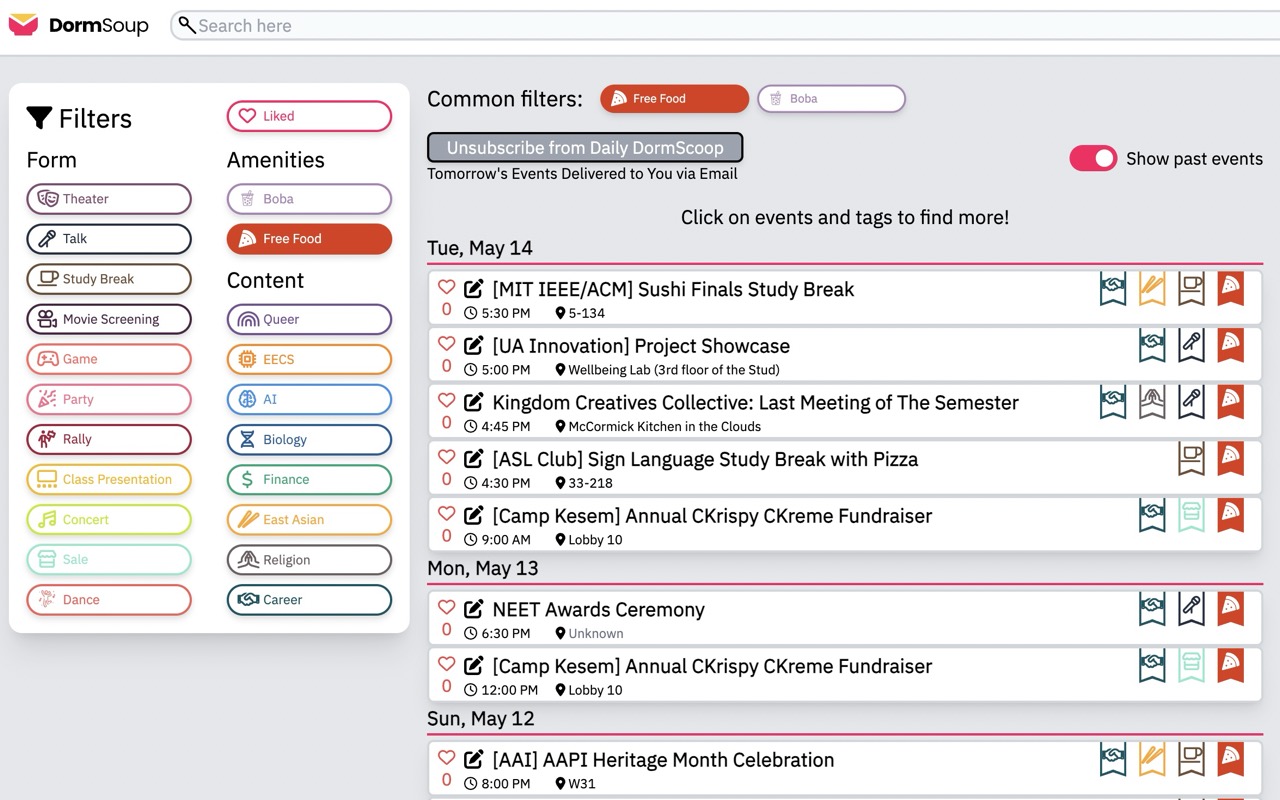 DormSoup
Search here
Filters
Liked
Form
Amenities
Theater
Boba
Talk
Free Food
Study Break
Content
Movie Screening
Queer
Game
EECS
Party
AI
Rally
Biology
Class Presentation
Finance
Concert
East Asian
Sale
Religion
Dance
Career
Common filters:
Free Food
Boba
Unsubscribe from Daily DormScoop
Tomorrow's Events Delivered to You via Email
Show past events
Click on events and tags to find more!
Tue, May 14
[MIT IEEE/ACM] Sushi Finals Study Break
0 5:30 PM 5-134
[UA Innovation] Project Showcase
0 5:00 PM Wellbeing Lab (3rd floor of the Stud)
Kingdom Creatives Collective: Last Meeting of The Semester
0 4:45 PM McCormick Kitchen in the Clouds
[ASL Club] Sign Language Study Break with Pizza
0 4:30 PM 33-218
[Camp Kesem] Annual CKrispy CKreme Fundraiser
0 9:00 AM Lobby 10
Mon, May 13
NEET Awards Ceremony
0 6:30 PM Unknown
[Camp Kesem] Annual CKrispy CKreme Fundraiser
0 12:00 PM Lobby 10
Sun, May 12
[AAI] AAPI Heritage Month Celebration
0 8:00 PM W31